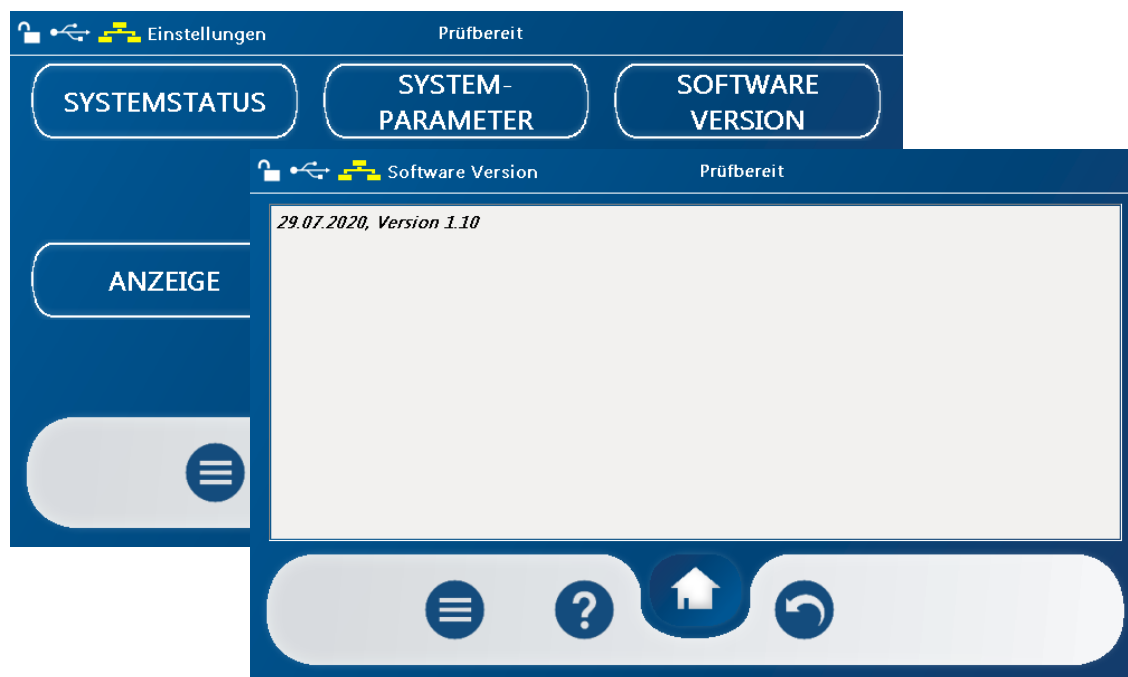 Einstellungen
Prüfbereit
SYSTEMSTATUS
SYSTEM-
PARAMETER
SOFTWARE
VERSION
ANZEIGE
Software Version
Prüfbereit
29.07.2020, Version 1.10
?